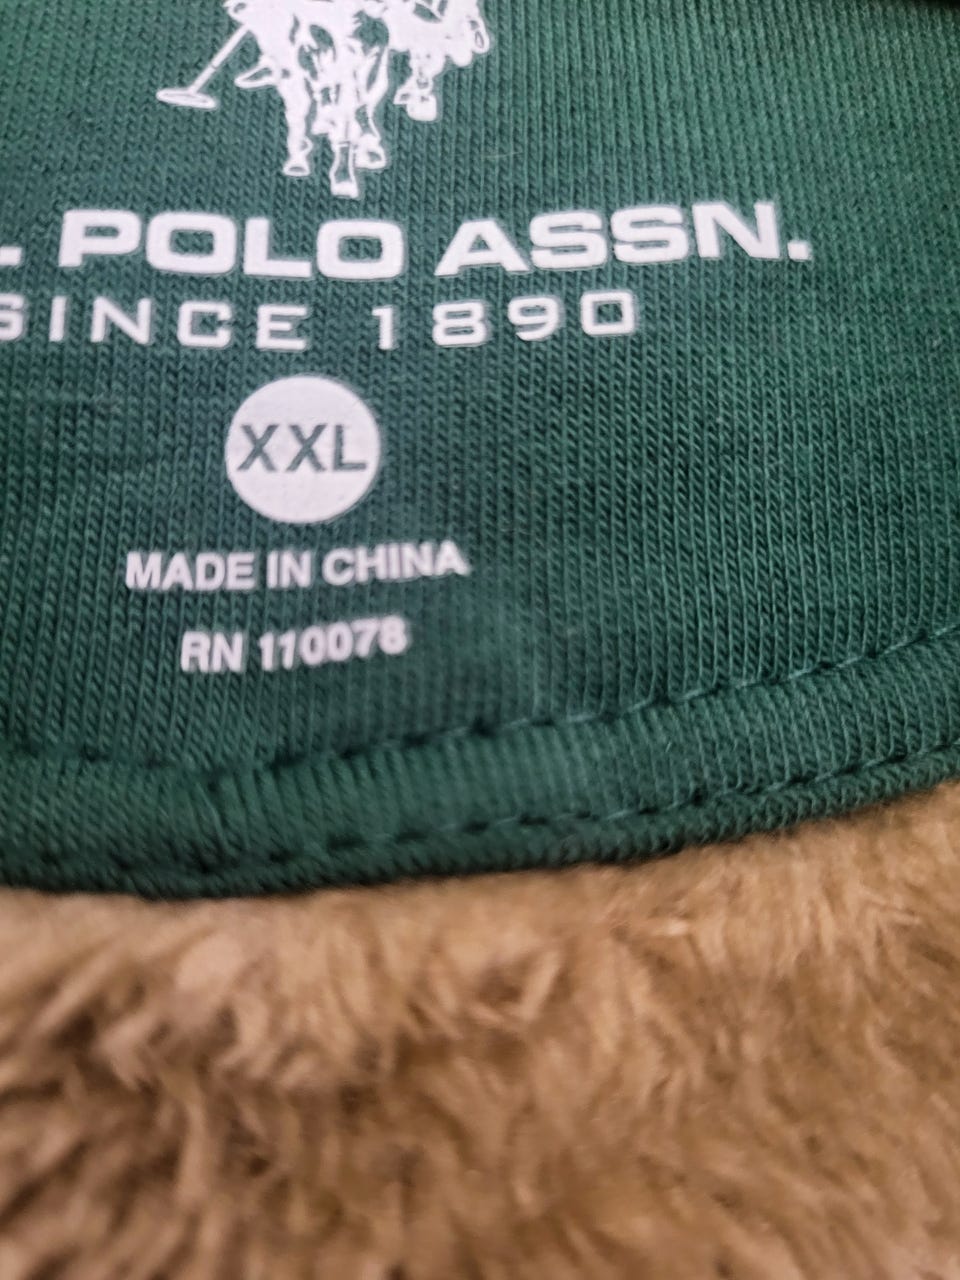 . POLO ASSN.
SINCE 1890
XXL
MADE IN CHINA
RN 110078